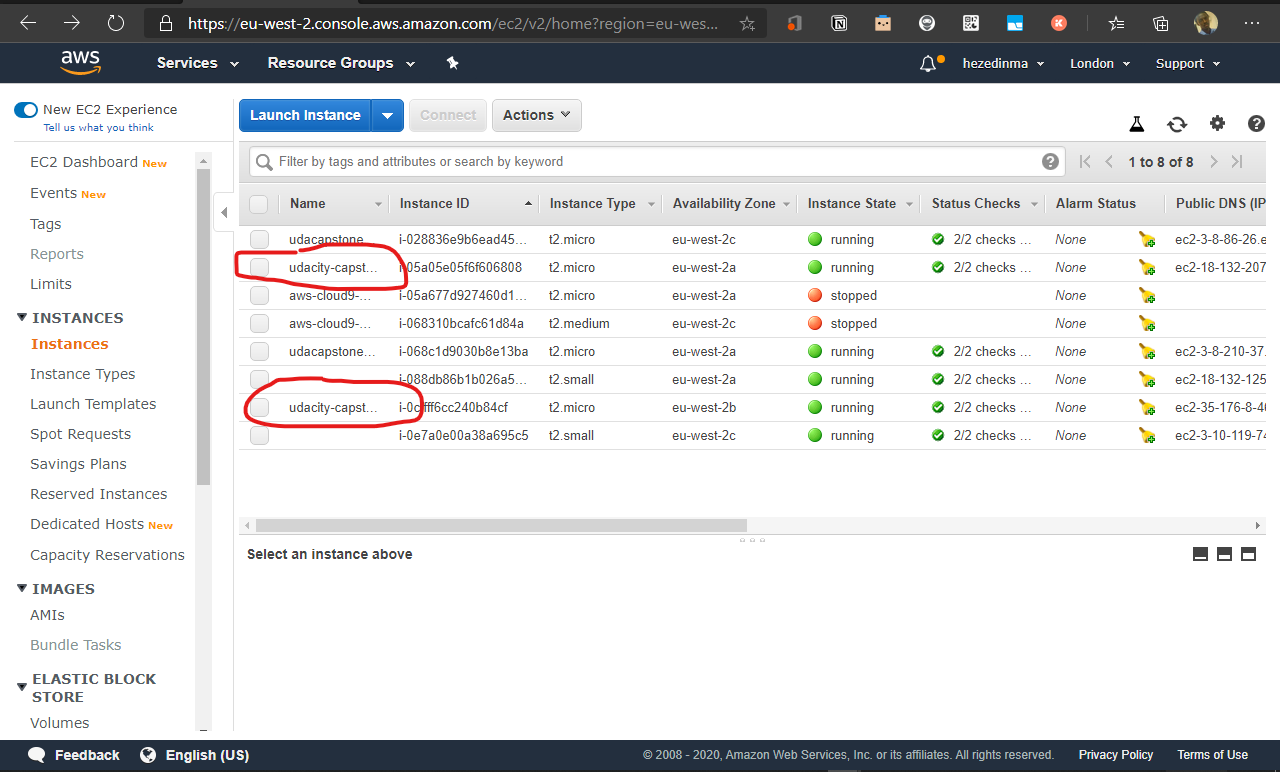 https://eu-west-2.console.aws.amazon.com/ec2/v2/home?region=eu-wes...
aws Services Resource Groups hezedinma London Support
New EC2 Experience
Tell us what you think
EC2 Dashboard New
Events New
Tags
Reports
Limits
INSTANCES
Instances
Instance Types
Launch Templates
Spot Requests
Savings Plans
Reserved Instances
Dedicated Hosts New
Capacity Reservations
IMAGES
AMIs
Bundle Tasks
ELASTIC BLOCK
STORE
Volumes
Launch Instance Connect Actions
Filter by tags and attributes or search by keyword 1 to 8 of 8
Name Instance ID Instance Type Availability Zone Instance State Status Checks Alarm Status Public DNS (IP
udacapstone i-028836e9b6ead45... t2.micro eu-west-2c running 2/2 checks ... None ec2-3-8-86-26.e
udacity-capst... i-05a05e05f6f606808 t2.micro eu-west-2a running 2/2 checks ... None ec2-18-132-207
aws-cloud9-... i-05a677d927460d1... t2.micro eu-west-2a stopped None
aws-cloud9-... i-068310bcafc61d84a t2.medium eu-west-2c stopped None
udacapstone... i-068c1d9030b8e13ba t2.micro eu-west-2a running 2/2 checks ... None ec2-3-8-210-37.
i-088db86b1b026a5... t2.small eu-west-2a running 2/2 checks ... None ec2-18-132-125
udacity-capst... t2.micro eu-west-2b running 2/2 checks ... None
i-0e7a0e00a38a695c5 t2.small eu-west-2c running 2/2 checks ... None ec2-3-10-119-74
Select an instance above
Feedback English (US) © 2008 - 2020, Amazon Web Services, Inc. or its affiliates. All rights reserved. Privacy Policy Terms of Use